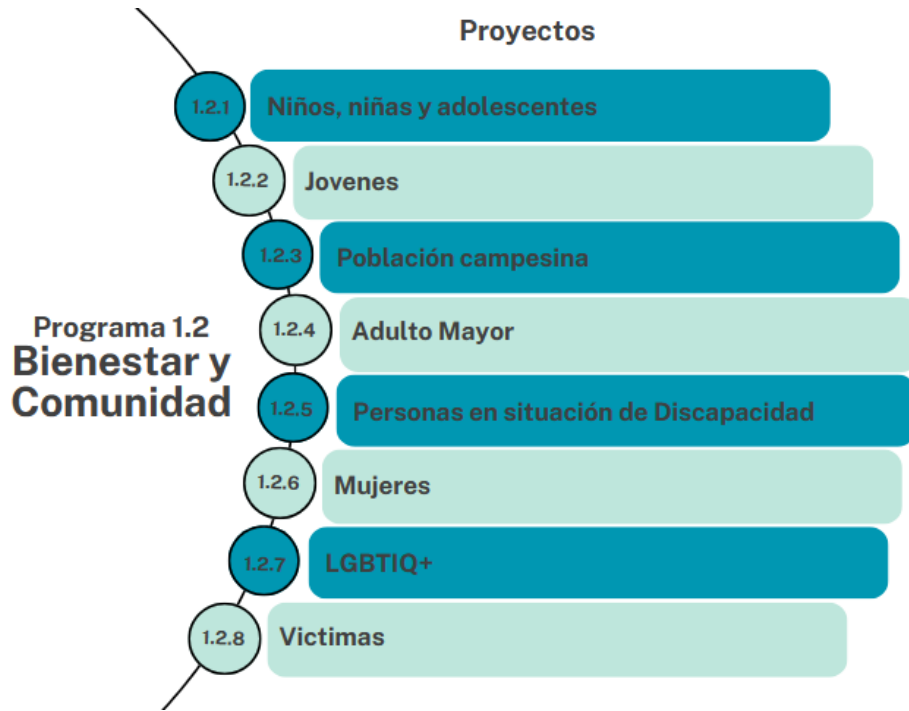 Proyectos
1.2.1 Niños, niñas y adolescentes
1.2.2 Jovenes
1.2.3 Población campesina
Programa 1.2
Bienestar y
Comunidad
1.2.4 Adulto Mayor
1.2.5 Personas en situación de Discapacidad
1.2.6 Mujeres
1.2.7 LGBTIQ+
1.2.8 Victimas